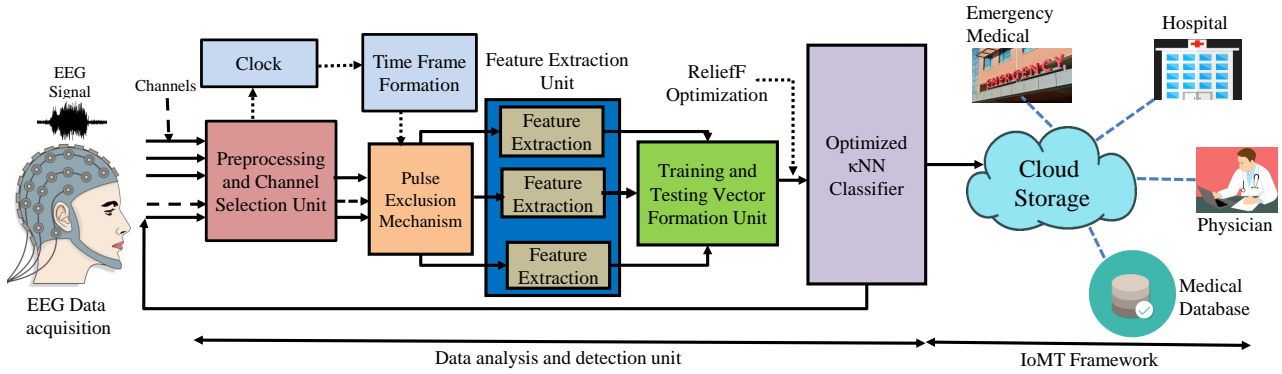 EEG
Signal
Channels
Clock
Time Frame
Formation
Feature Extraction
Unit
ReliefF
Optimization
Emergency
Medical
EMERGENCY
Hospital
Preprocessing
and Channel
Selection Unit
Pulse
Exclusion
Mechanism
Feature
Extraction
Feature
Extraction
Feature
Extraction
Training and
Testing Vector
Formation Unit
Optimized
κNN
Classifier
Cloud
Storage
Physician
Medical
Database
EEG Data
acquisition
Data analysis and detection unit
IoMT Framework